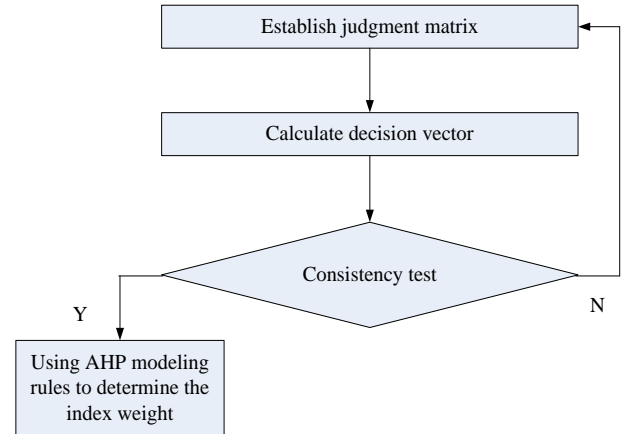 Establish judgment matrix
Calculate decision vector
Consistency test
Y
N
Using AHP modeling
rules to determine the
index weight